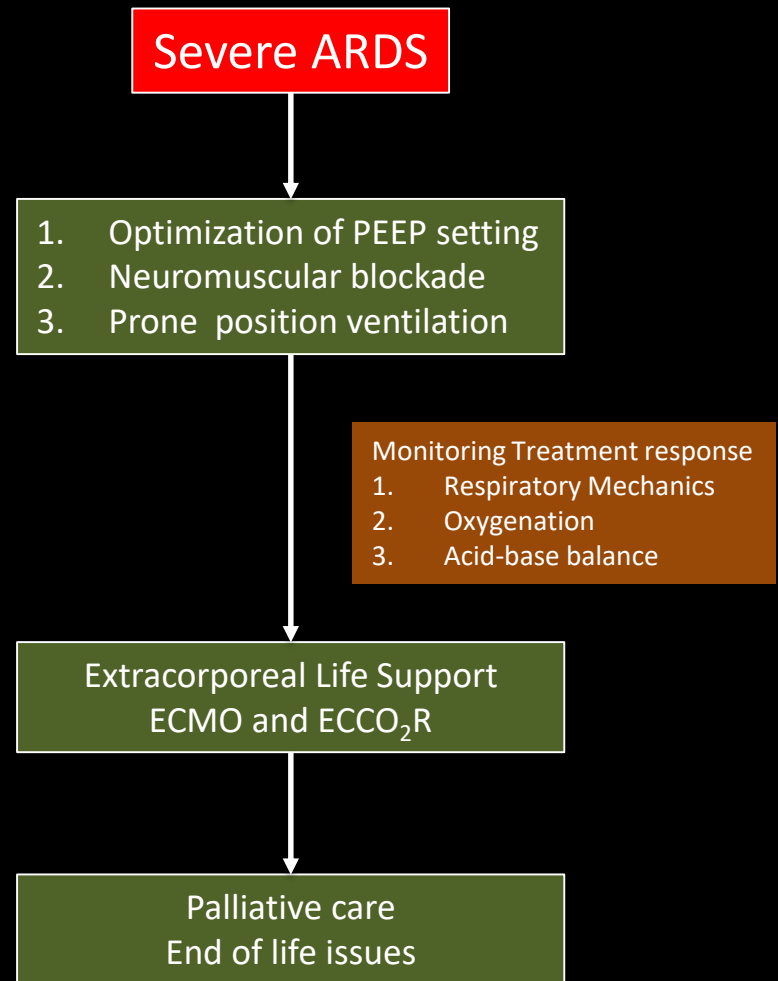 Severe ARDS
1. Optimization of PEEP setting
2. Neuromuscular blockade
3. Prone position ventilation
Monitoring Treatment response
1. Respiratory Mechanics
2. Oxygenation
3. Acid-base balance
Extracorporeal Life Support
ECMO and ECCO₂R
Palliative care
End of life issues